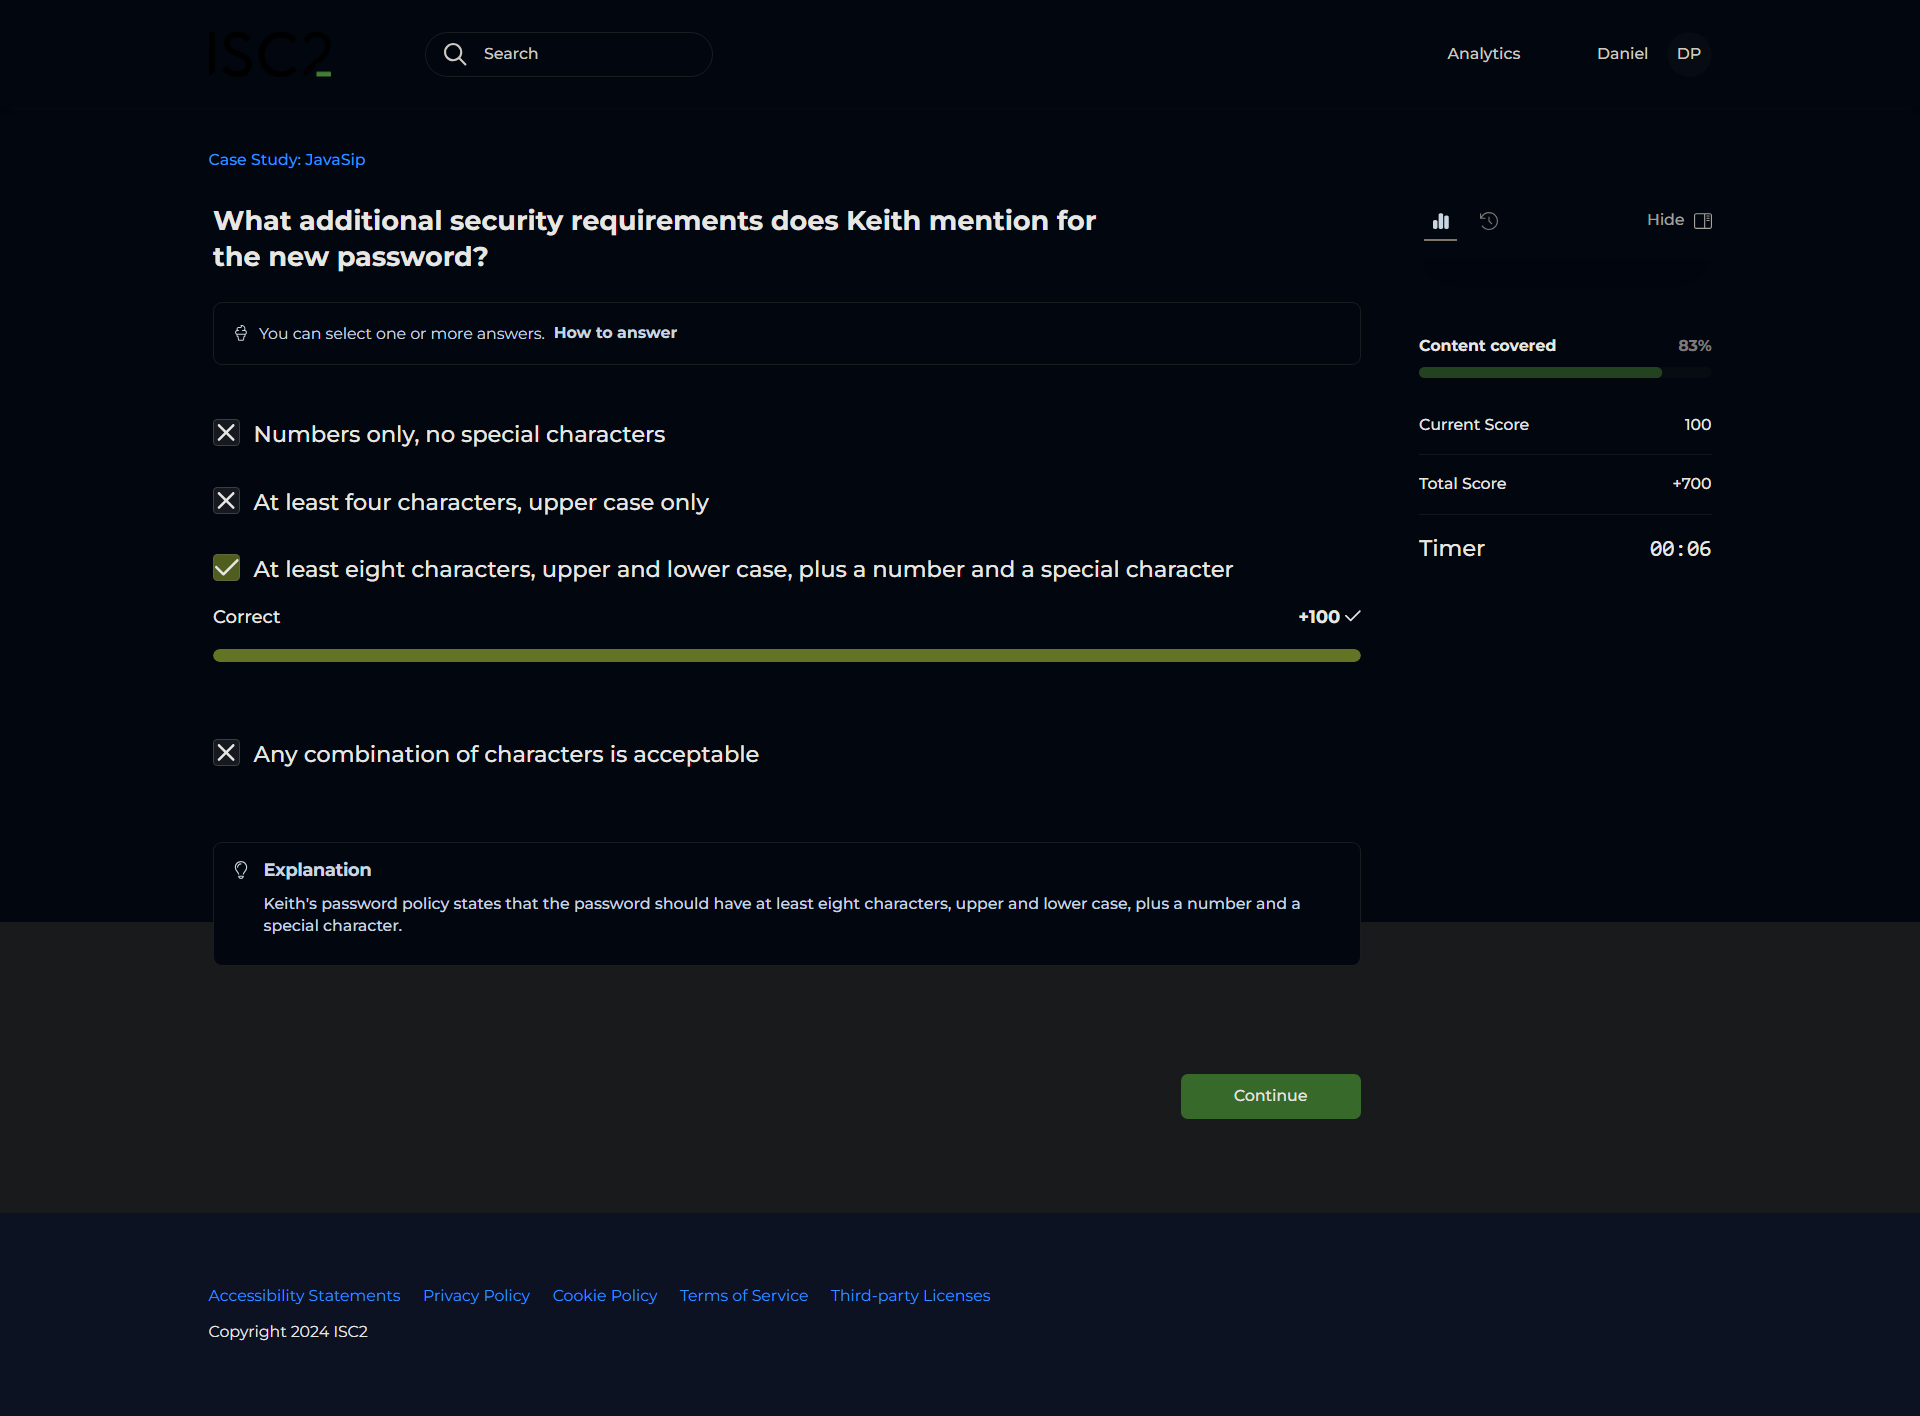 ISC2
Search
Analytics
Daniel
DP
Case Study: JavaSip
What additional security requirements does Keith mention for
the new password?
Hide
You can select one or more answers. How to answer
Content covered 83%
Current Score 100
Total Score +700
Timer 00:06
Numbers only, no special characters
At least four characters, upper case only
At least eight characters, upper and lower case, plus a number and a special character
Correct +100
Any combination of characters is acceptable
Explanation
Keith's password policy states that the password should have at least eight characters, upper and lower case, plus a number and a
special character.
Continue
Accessibility Statements Privacy Policy Cookie Policy Terms of Service Third-party Licenses
Copyright 2024 ISC2